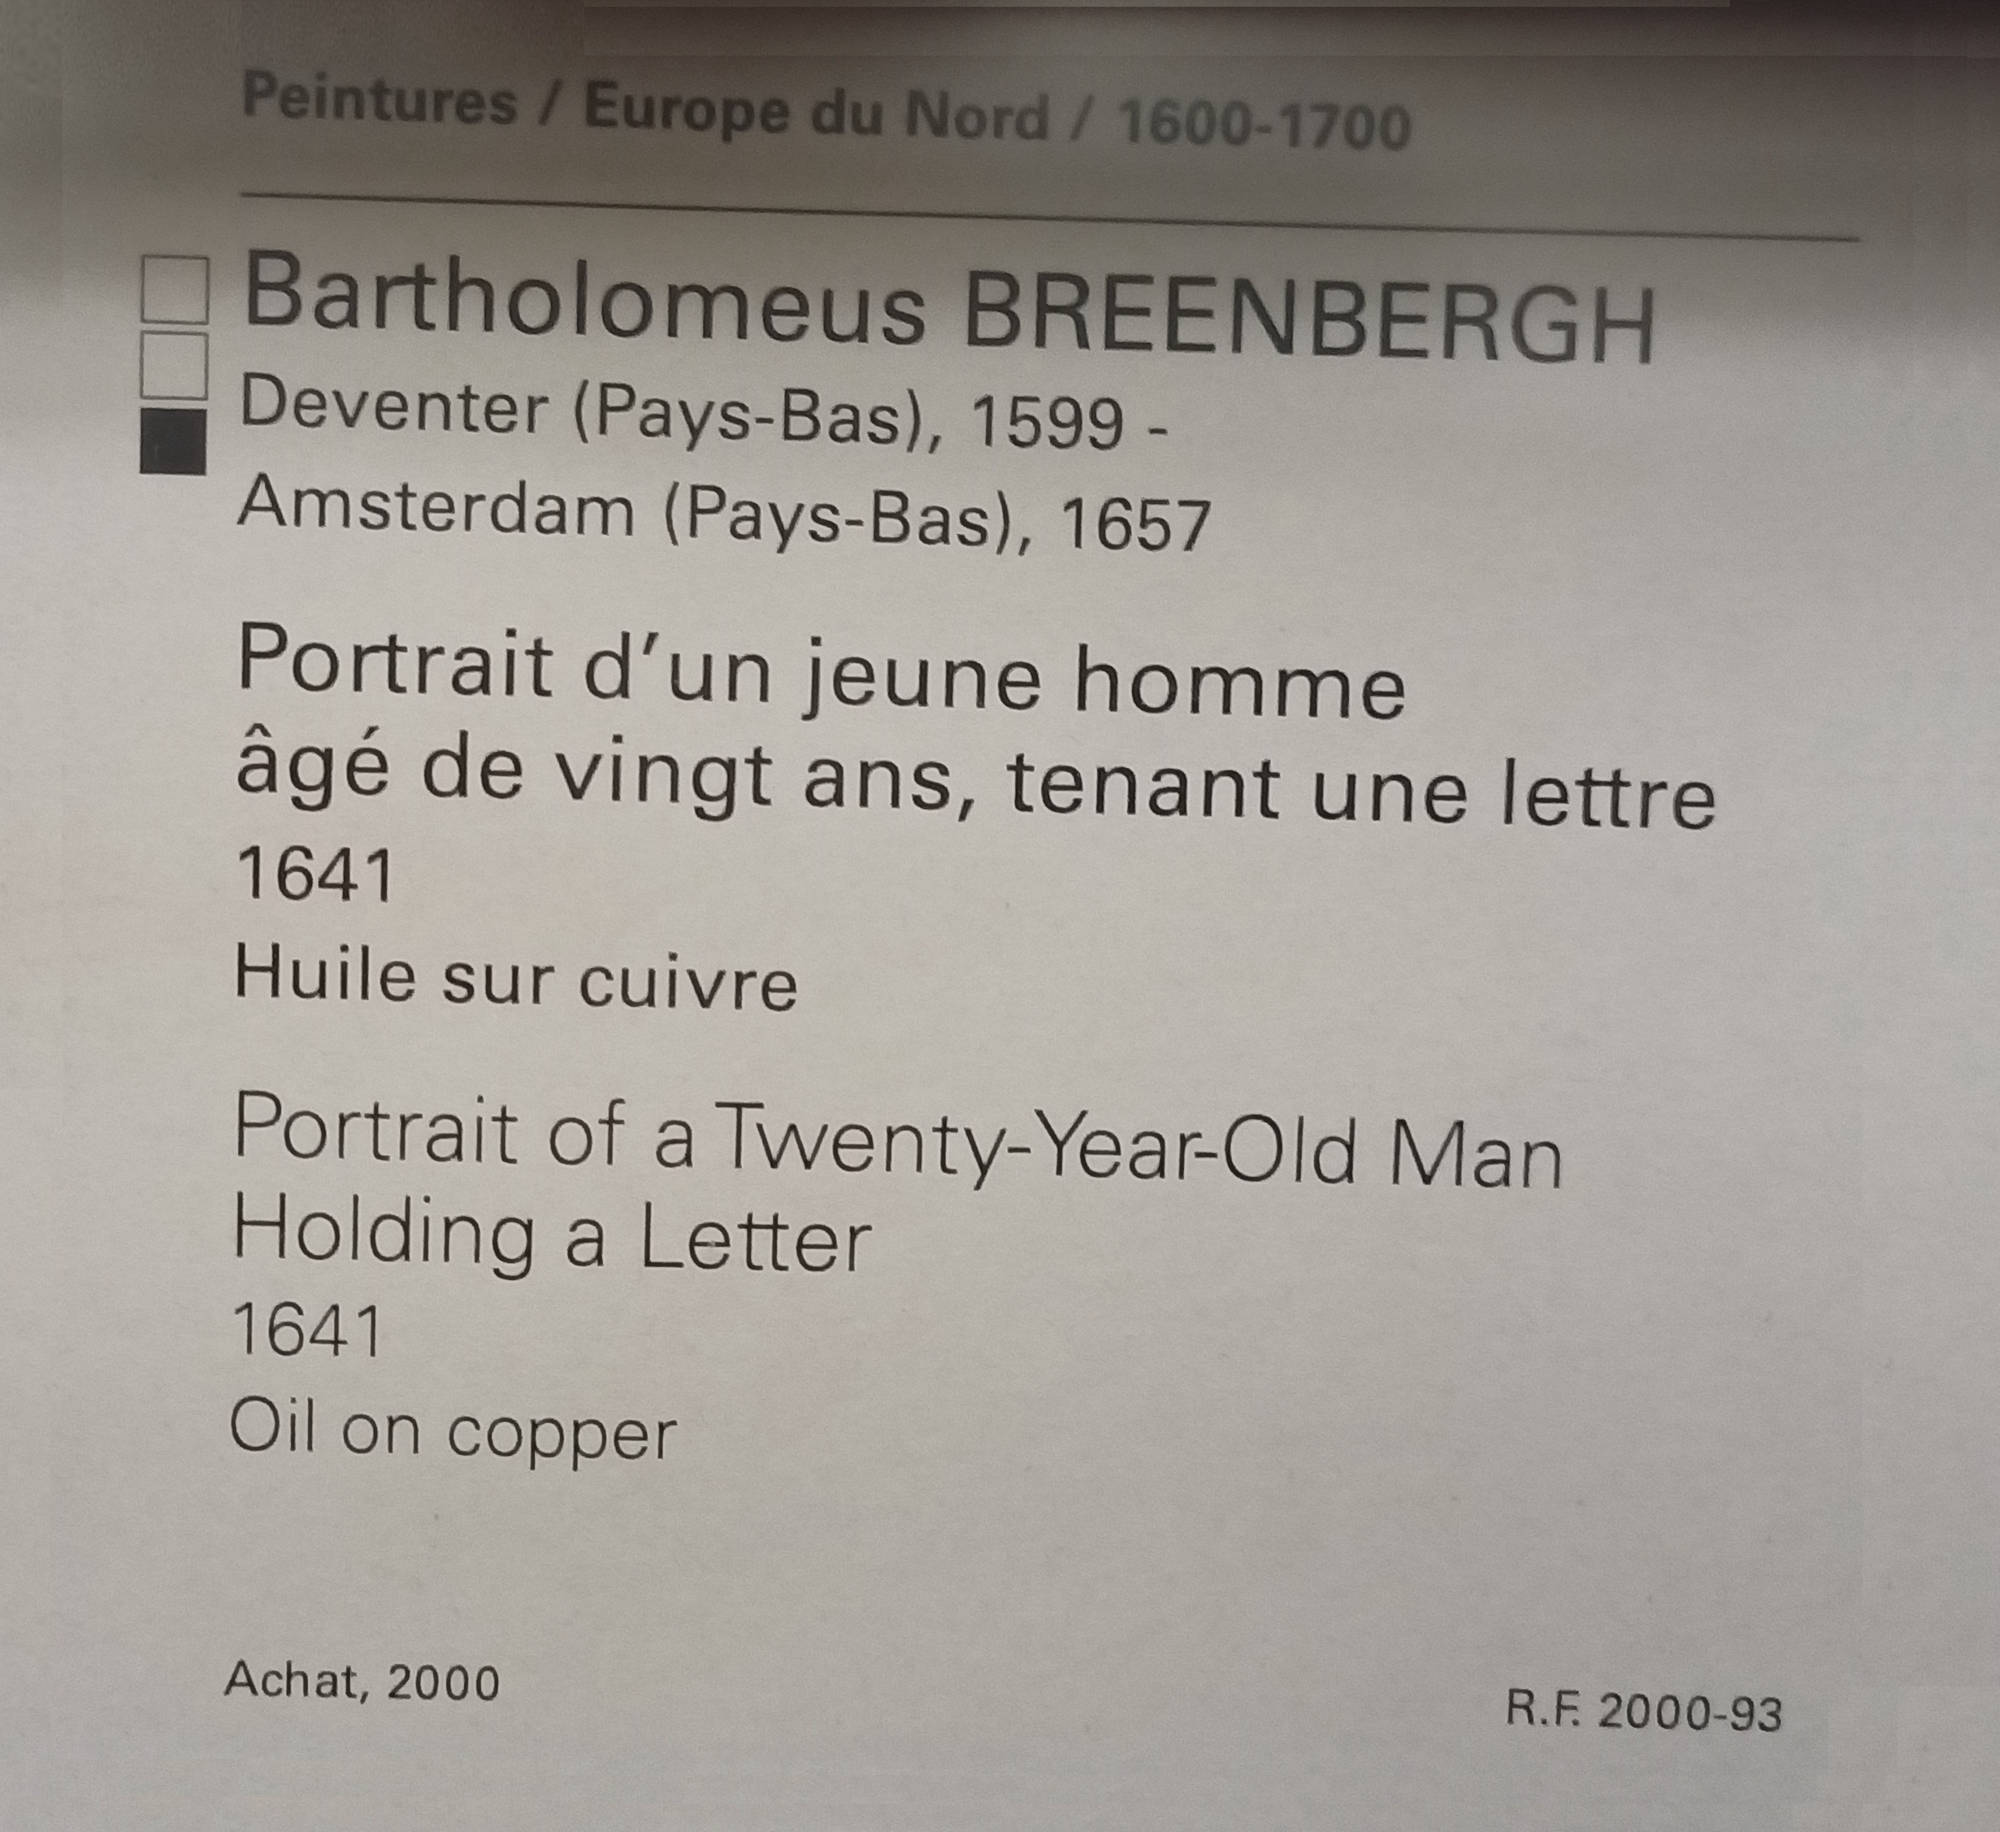 Peintures / Europe du Nord / 1600-1700
Bartholomeus BREENBERGH
Deventer (Pays-Bas), 1599 -
Amsterdam (Pays-Bas), 1657
Portrait d'un jeune homme
âgé de vingt ans, tenant une lettre
1641
Huile sur cuivre
Portrait of a Twenty-Year-Old Man
Holding a Letter
1641
Oil on copper
Achat, 2000
R.F. 2000-93